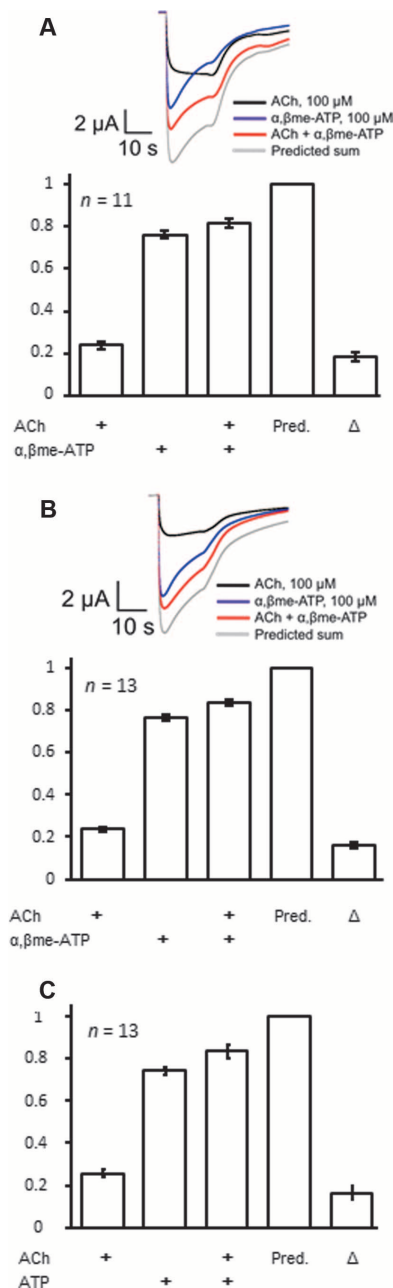 A
ACh, 100 µM
α,βme-ATP, 100 µM
ACh + α,βme-ATP
Predicted sum
2 µA
10 s
n = 11
1
0.8
0.6
0.4
0.2
0
ACh + + Pred. Δ
α,βme-ATP + +
B
ACh, 100 µM
α,βme-ATP, 100 µM
ACh + α,βme-ATP
Predicted sum
2 µA
10 s
n = 13
1
0.8
0.6
0.4
0.2
0
ACh + + Pred. Δ
α,βme-ATP + +
C
n = 13
1
0.8
0.6
0.4
0.2
0
ACh + + Pred. Δ
ATP + +